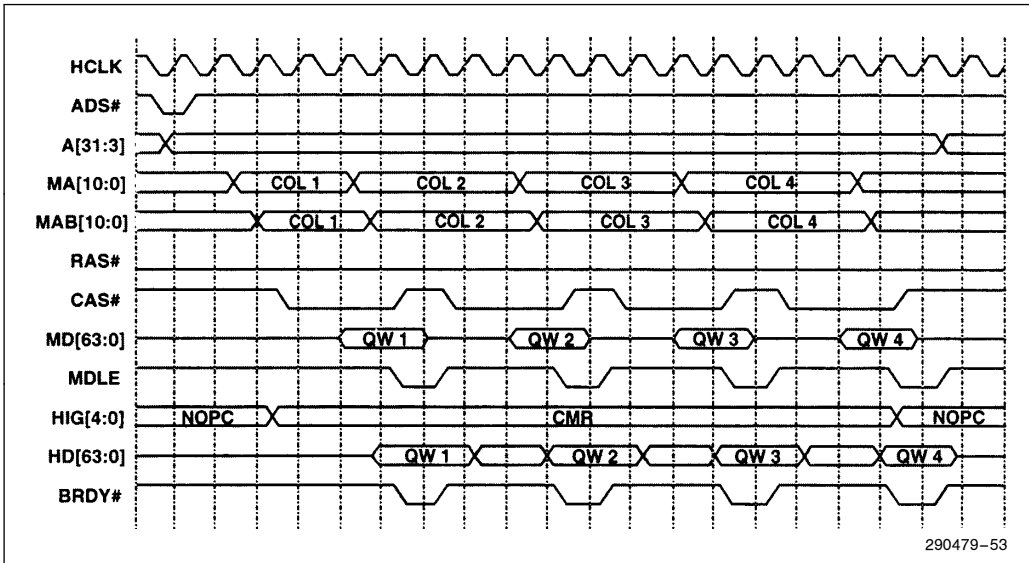 HCLK
ADS#
A[31:3]
MA[10:0] COL 1 COL 2 COL 3 COL 4
MAB[10:0] COL 1 COL 2 COL 3 COL 4
RAS#
CAS#
MD[63:0] QW 1 QW 2 QW 3 QW 4
MDLE
HIG[4:0] NOPC CMR NOPC
HD[63:0] QW 1 QW 2 QW 3 QW 4
BRDY#
290479–53